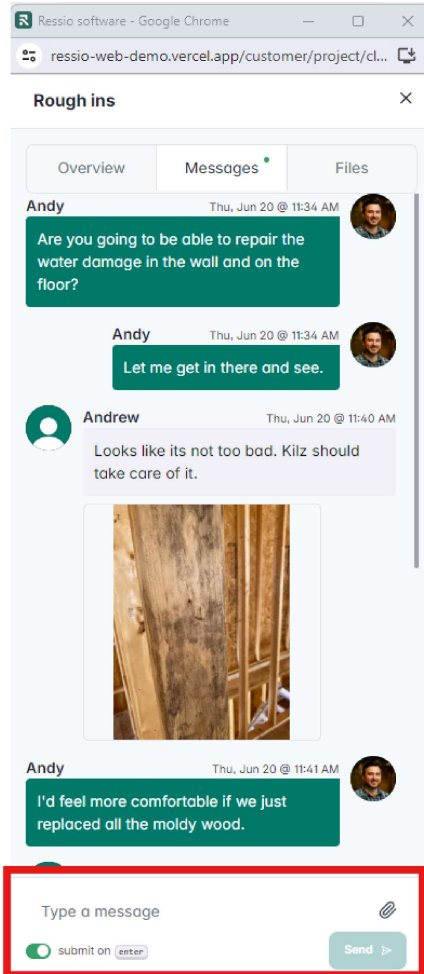 Ressio software - Google Chrome
ressio-web-demo.vercel.app/customer/project/cl...
Rough ins
Overview
Messages
Files
Andy
Thu, Jun 20 @ 11:34 AM
Are you going to be able to repair the
water damage in the wall and on the
floor?
Andy
Thu, Jun 20 @ 11:34 AM
Let me get in there and see.
Andrew
Thu, Jun 20 @ 11:40 AM
Looks like its not too bad. Kilz should
take care of it.
Andy
Thu, Jun 20 @ 11:41 AM
I'd feel more comfortable if we just
replaced all the moldy wood.
Type a message
submit on enter
Send